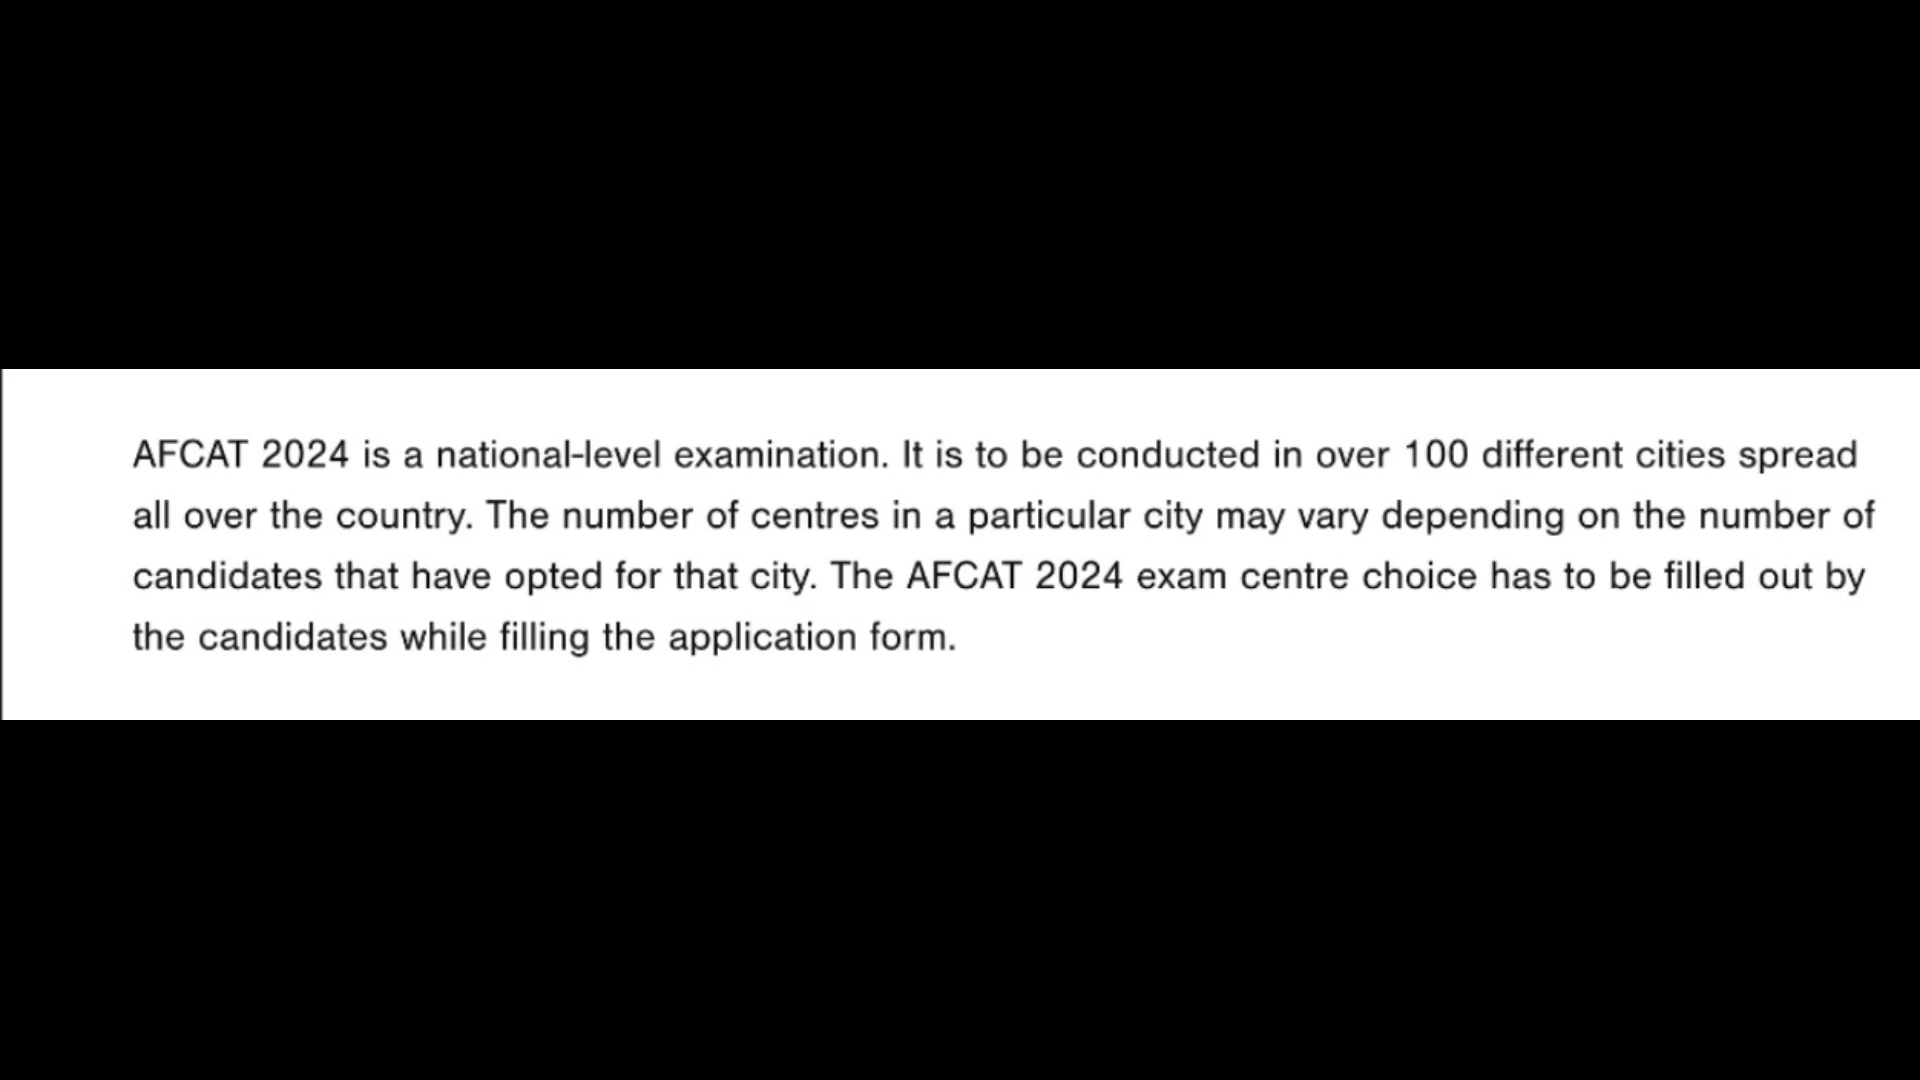 AFCAT 2024 is a national-level examination. It is to be conducted in over 100 different cities spread
all over the country. The number of centres in a particular city may vary depending on the number of
candidates that have opted for that city. The AFCAT 2024 exam centre choice has to be filled out by
the candidates while filling the application form.